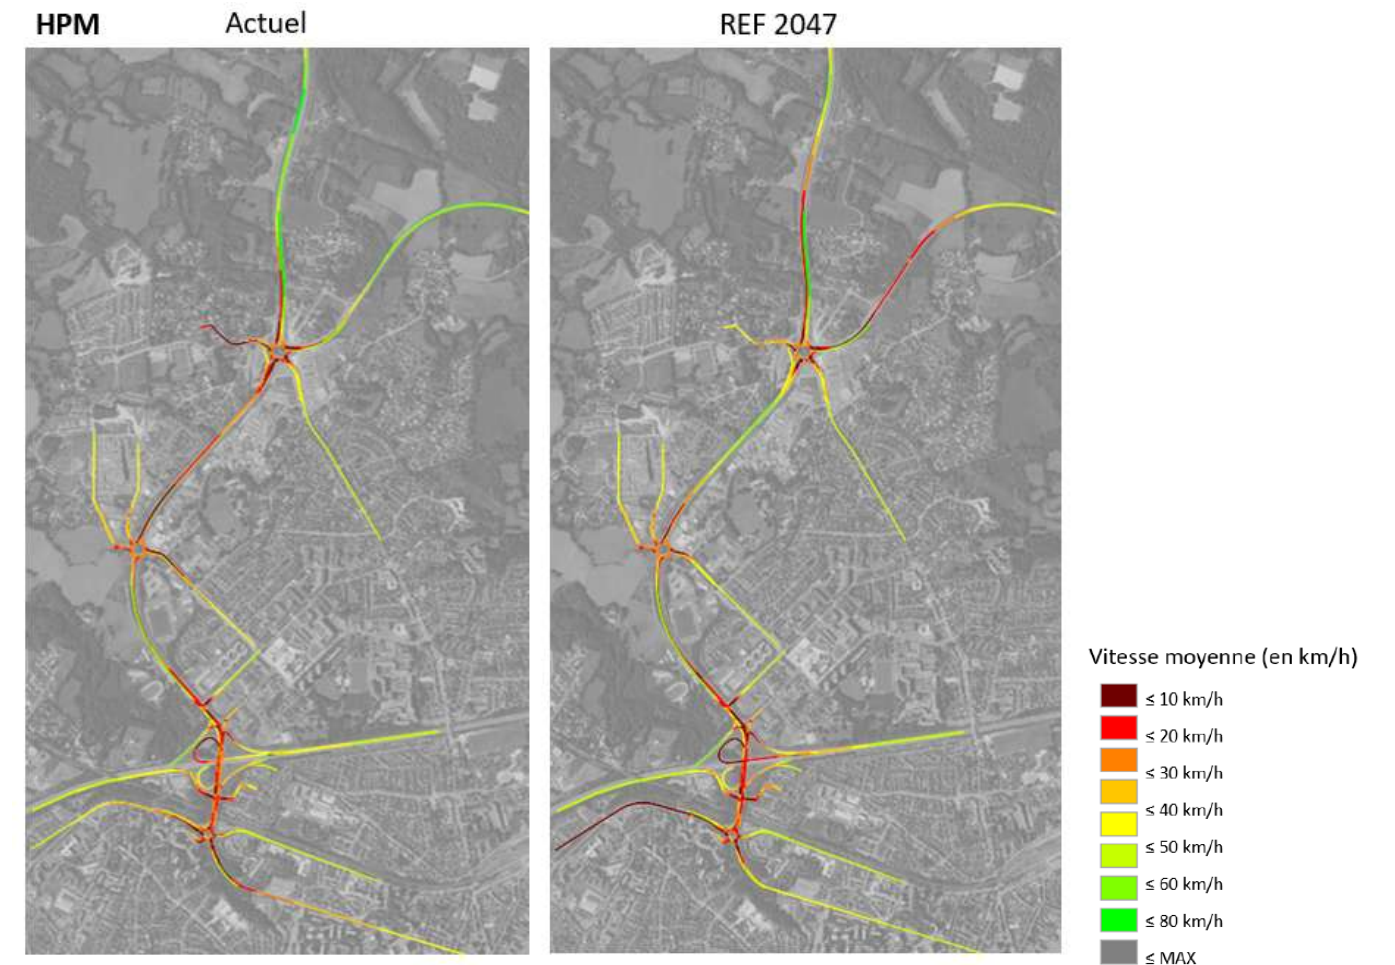 HPM
Actuel
REF 2047
Vitesse moyenne (en km/h)
≤ 10 km/h
≤ 20 km/h
≤ 30 km/h
≤ 40 km/h
≤ 50 km/h
≤ 60 km/h
≤ 80 km/h
≤ MAX